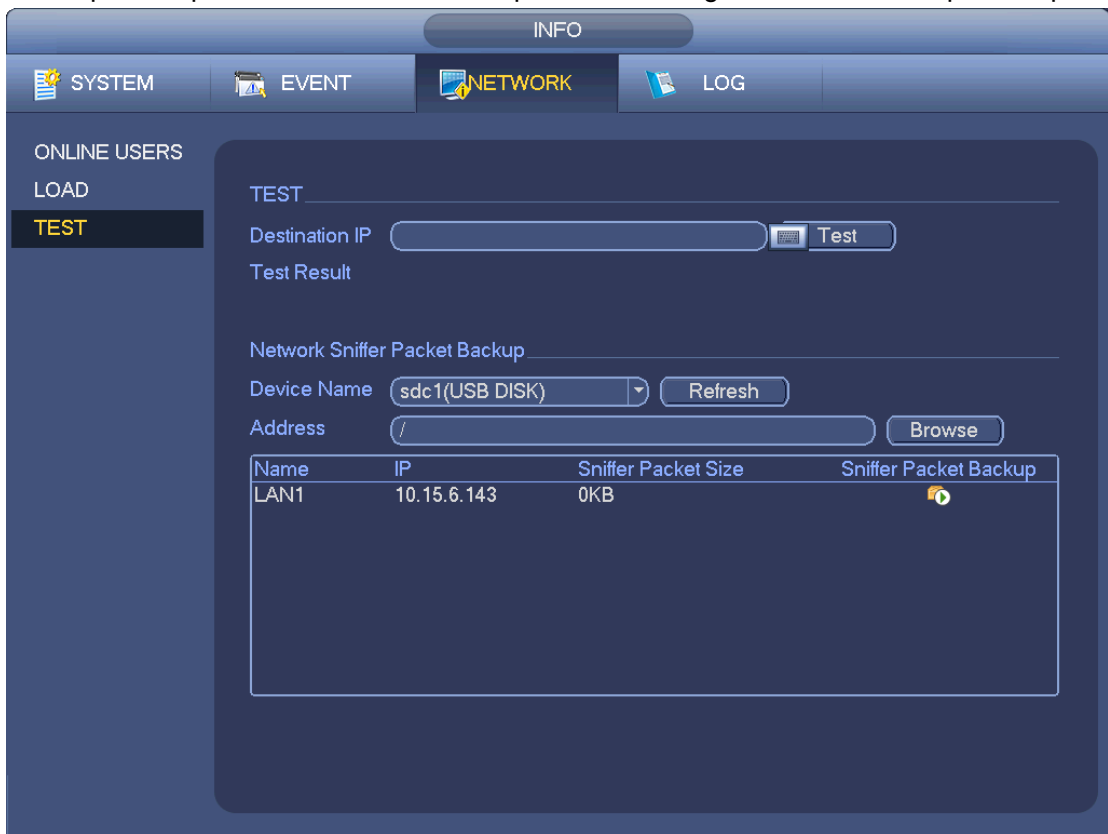 INFO
SYSTEM EVENT NETWORK LOG
ONLINE USERS
LOAD
TEST
TEST
Destination IP Test
Test Result
Network Sniffer Packet Backup
Device Name sdc1(USB DISK) Refresh
Address / Browse
Name IP Sniffer Packet Size Sniffer Packet Backup
LAN1 10.15.6.143 0KB